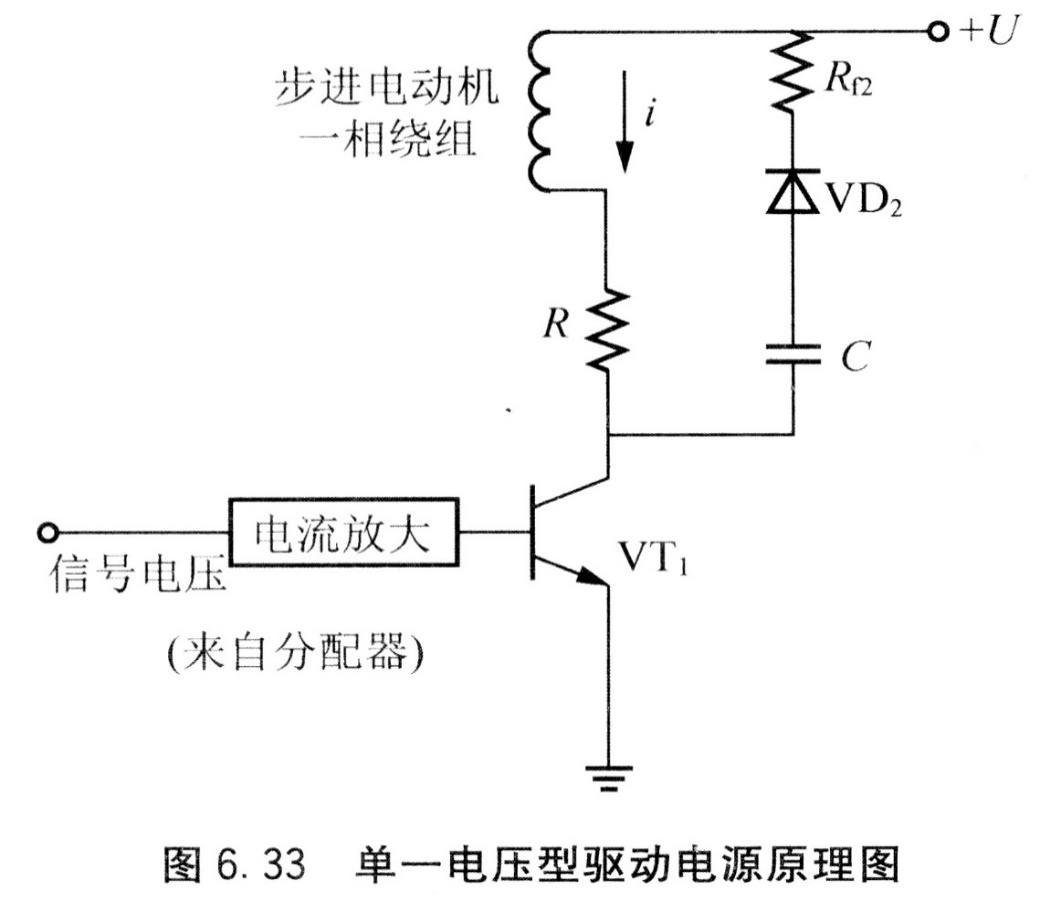 +U
步进电动机
一相绕组
i
Rf2
VD2
R
C
电流放大
信号电压
VT1
(来自分配器)
图 6.33 单一电压型驱动电源原理图